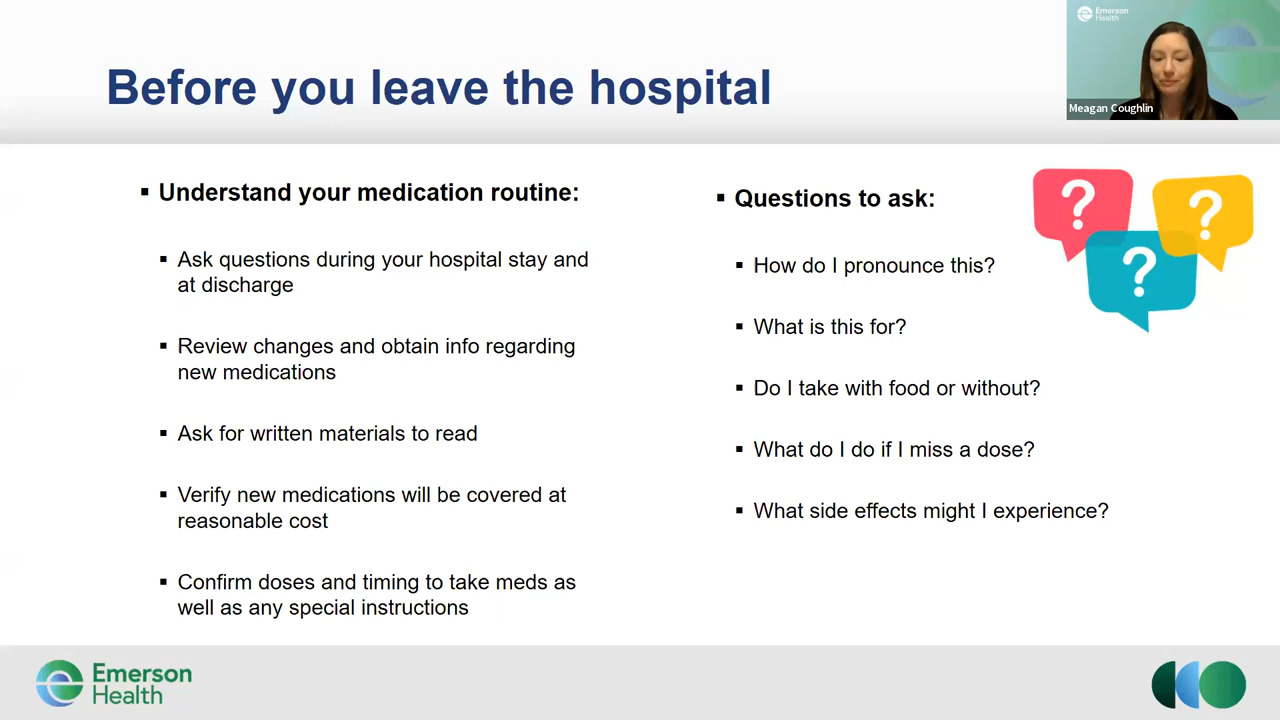 Before you leave the hospital
Emerson
Health
Meagan Coughlin
▪ Understand your medication routine:
▪ Ask questions during your hospital stay and
at discharge
▪ Review changes and obtain info regarding
new medications
▪ Ask for written materials to read
▪ Verify new medications will be covered at
reasonable cost
▪ Confirm doses and timing to take meds as
well as any special instructions
▪ Questions to ask:
▪ How do I pronounce this?
▪ What is this for?
▪ Do I take with food or without?
▪ What do I do if I miss a dose?
▪ What side effects might I experience?
?
?
?
Emerson
Health